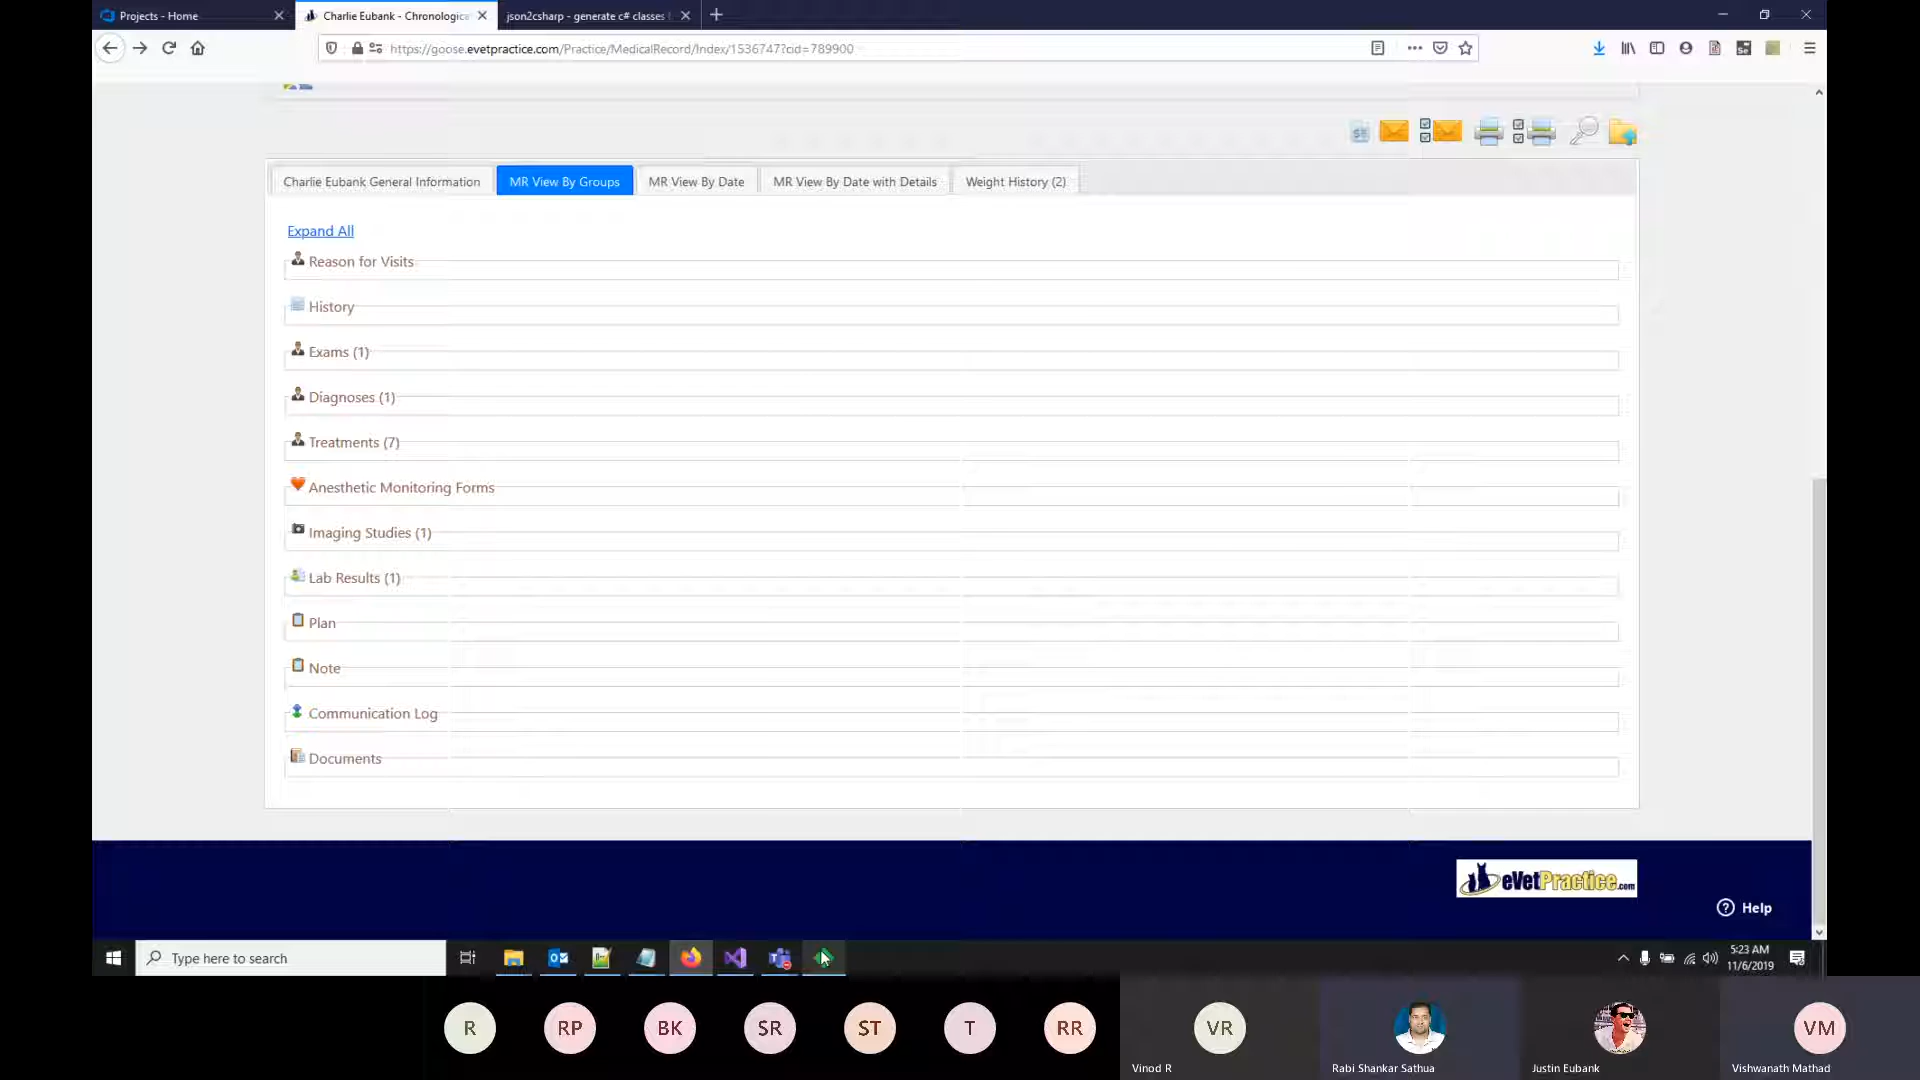 Projects - Home
Charlie Eubank - Chronologica
json2csharp - generate c# classes
https://goose.evetpractice.com/Practice/MedicalRecord/Index/1536747?cid=789900
Charlie Eubank General Information
MR View By Groups
MR View By Date
MR View By Date with Details
Weight History (2)
Expand All
Reason for Visits
History
Exams (1)
Diagnoses (1)
Treatments (7)
Anesthetic Monitoring Forms
Imaging Studies (1)
Lab Results (1)
Plan
Note
Communication Log
Documents
eVetPractice.com
Help
Type here to search
5:23 AM
11/6/2019
R
RP
BK
SR
ST
T
RR
VR
VM
Vinod R
Rabi Shankar Sathua
Justin Eubank
Vishwanath Mathad